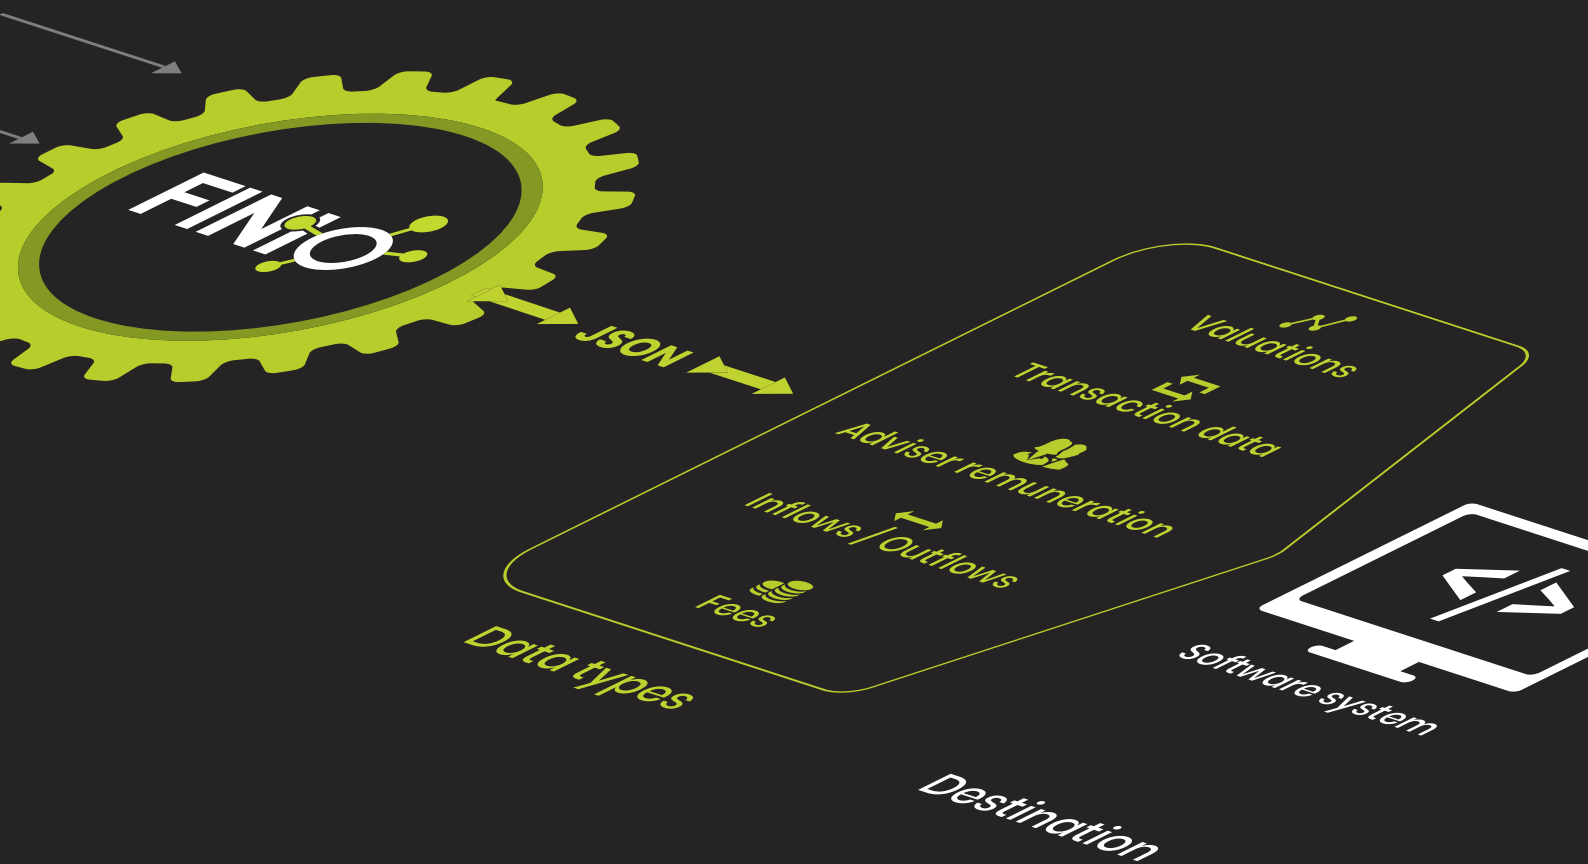 FINIO
JSON
Valuations
Transaction data
Adviser remuneration
Inflows / Outflows
Fees
Data types
Software system
Destination